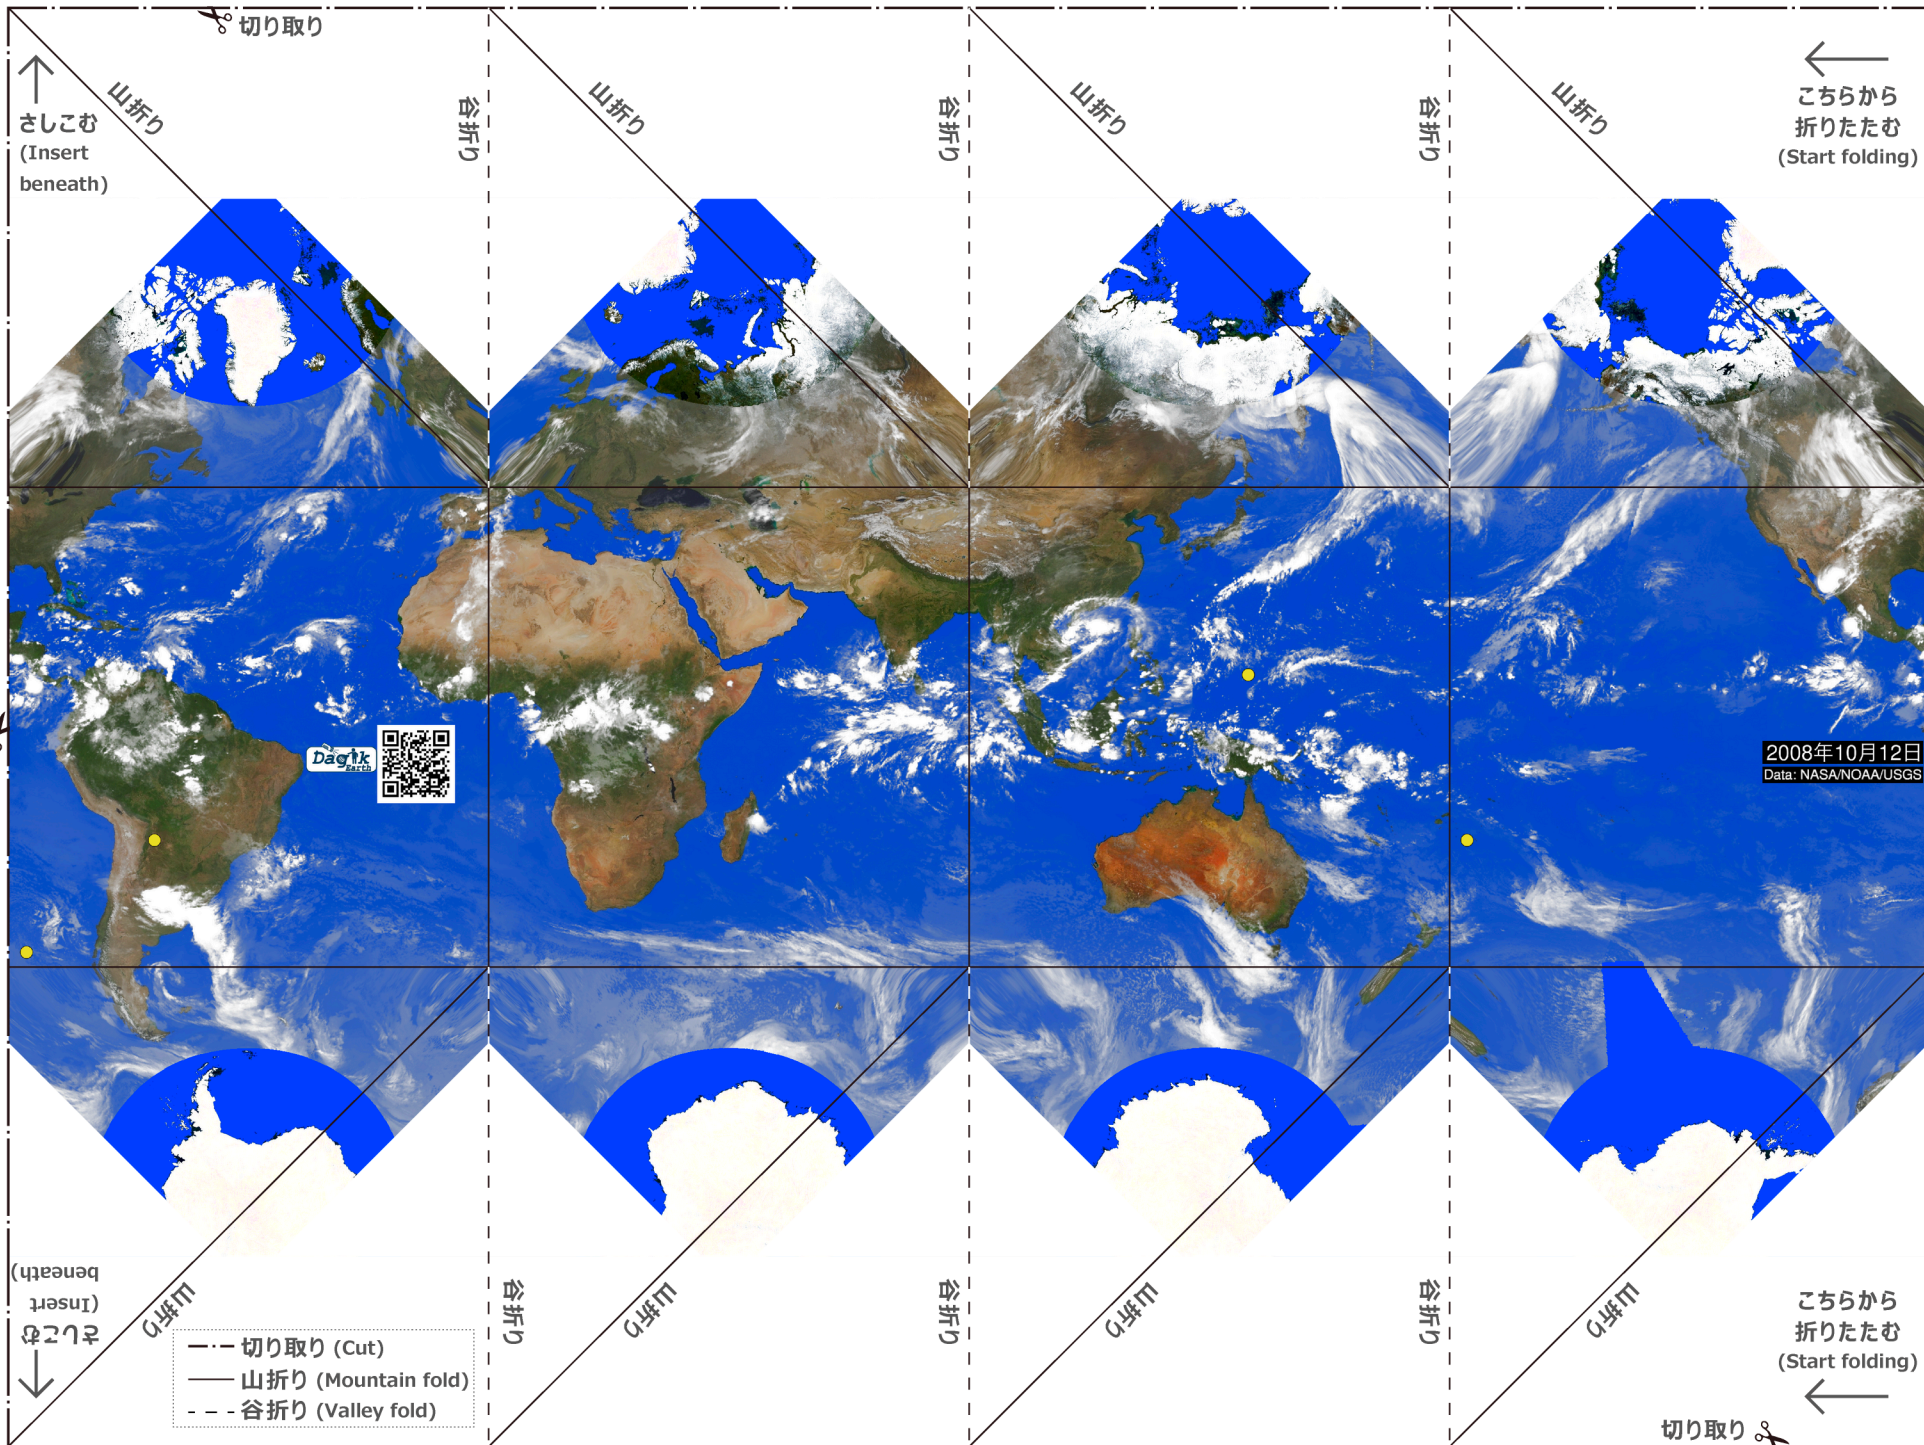 切り取り
山折り
山折り
山折り
山折り
谷折り
谷折り
谷折り
さしこむ
(Insert
beneath)
こちらから
折りたたむ
(Start folding)
Dagik
Earth
2008年10月12日
Data: NASA/NOAA/USGS
さしこむ
(Insert
beneath)
山折り
山折り
山折り
山折り
谷折り
谷折り
谷折り
切り取り (Cut)
山折り (Mountain fold)
谷折り (Valley fold)
こちらから
折りたたむ
(Start folding)
切り取り